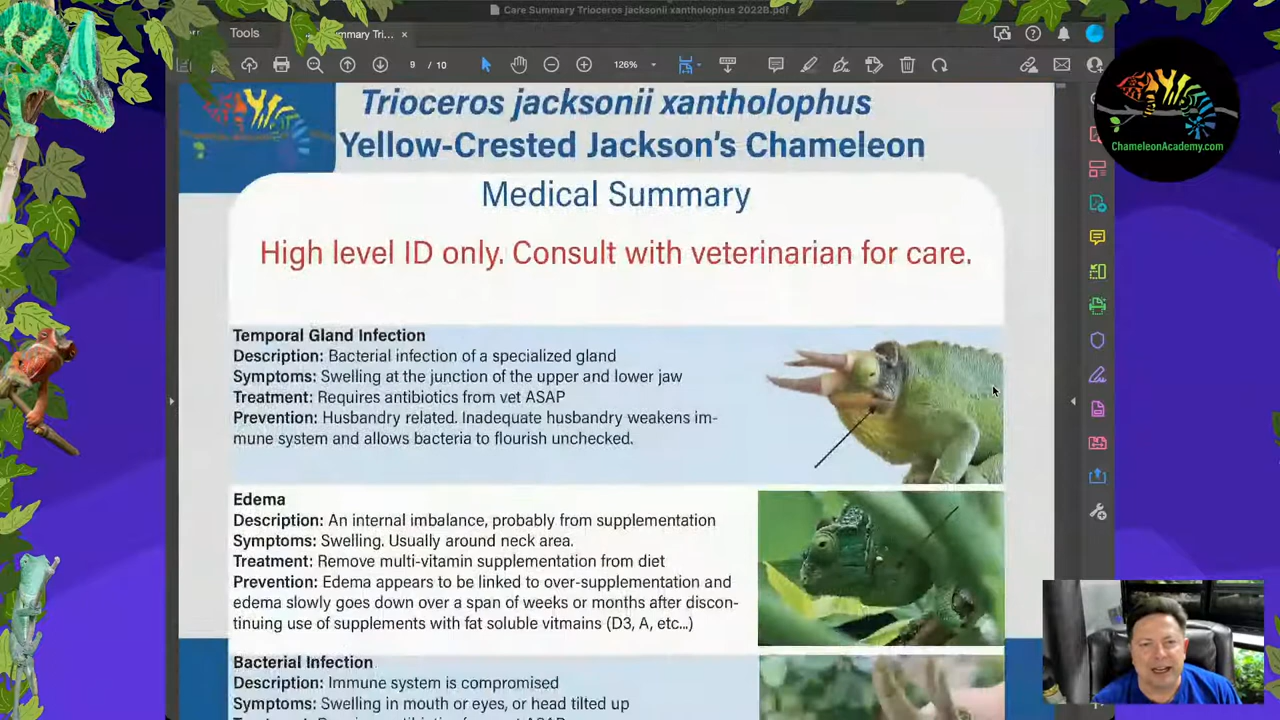 Care Summary Trioceros jacksonii xantholophus 2022B.pdf
Tools
mmary Tri... ×
9 / 10
126%
Trioceros jacksonii xantholophus
Yellow-Crested Jackson's Chameleon
ChameleonAcademy.com
Medical Summary
High level ID only. Consult with veterinarian for care.
Temporal Gland Infection
Description: Bacterial infection of a specialized gland
Symptoms: Swelling at the junction of the upper and lower jaw
Treatment: Requires antibiotics from vet ASAP
Prevention: Husbandry related. Inadequate husbandry weakens im-
mune system and allows bacteria to flourish unchecked.
Edema
Description: An internal imbalance, probably from supplementation
Symptoms: Swelling. Usually around neck area.
Treatment: Remove multi-vitamin supplementation from diet
Prevention: Edema appears to be linked to over-supplementation and
edema slowly goes down over a span of weeks or months after discon-
tinuing use of supplements with fat soluble vitmains (D3, A, etc...)
Bacterial Infection
Description: Immune system is compromised
Symptoms: Swelling in mouth or eyes, or head tilted up